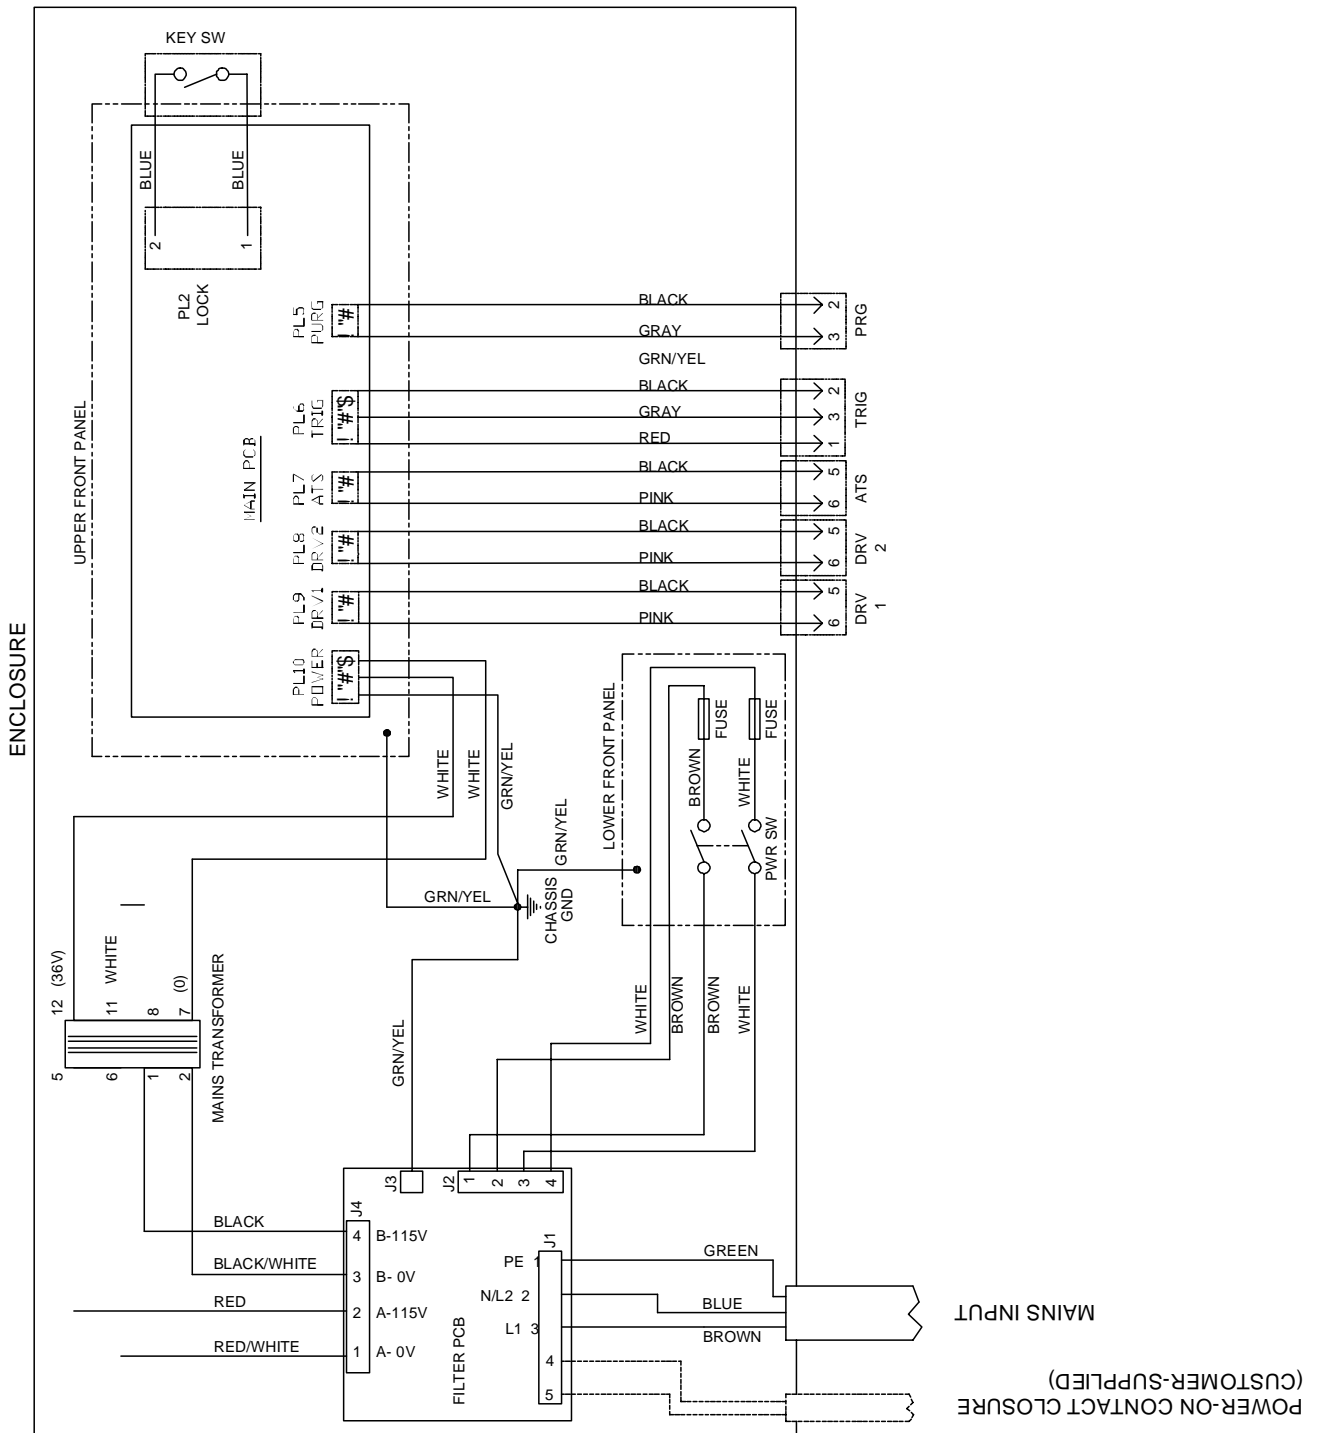 ENCLOSURE
KEY SW
BLUE
BLUE
2
1
PL2
LOCK
UPPER FRONT PANEL
MAIN PCB
PL5
PURG
BLACK
GRAY
2
3
PRG
GRN/YEL
PL6
TRIG
BLACK
GRAY
RED
2
3
1
TRIG
PL7
ATS
BLACK
PINK
5
6
ATS
PL8
DRV2
BLACK
PINK
5
6
DRV
2
PL9
DRV1
BLACK
PINK
5
6
DRV
1
PL10
POWER
WHITE
WHITE
GRN/YEL
LOWER FRONT PANEL
FUSE
FUSE
BROWN
WHITE
PWR SW
GRN/YEL
GRN/YEL
CHASSIS
GND
12 (36V)
11 WHITE
8
7 (0)
5
6
1
2
MAINS TRANSFORMER
GRN/YEL
WHITE
BROWN
BROWN
WHITE
J3
J2
1
2
3
4
J4
BLACK
4 B-115V
BLACK/WHITE
3 B- 0V
RED
2 A-115V
RED/WHITE
1 A- 0V
FILTER PCB
J1
PE 1
N/L2 2
L1 3
4
5
GREEN
BLUE
BROWN
MAINS INPUT
POWER-ON CONTACT CLOSURE
(CUSTOMER-SUPPLIED)